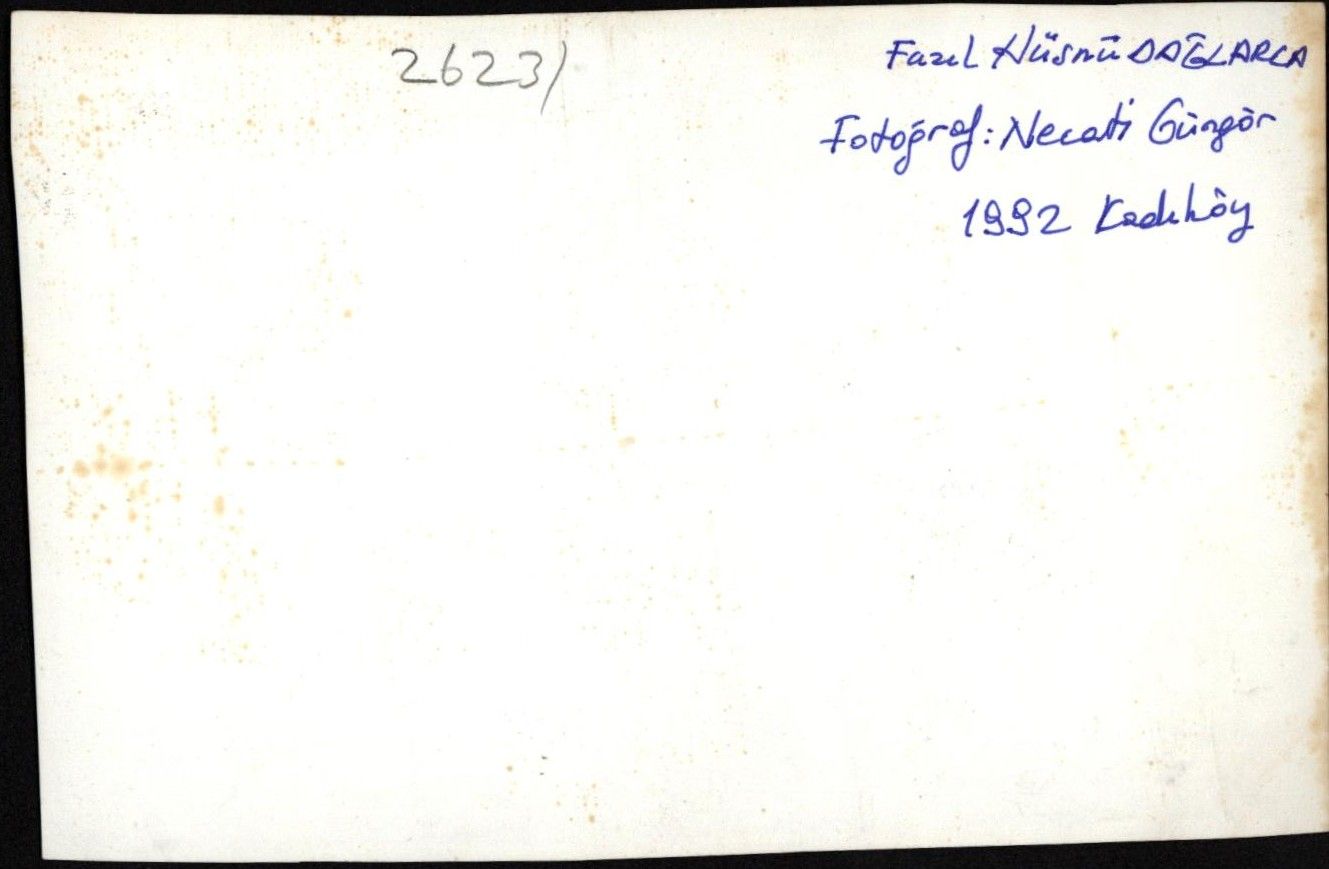 2623/
Fazıl Hüsnü DAĞLARCA
Fotoğraf: Necati Güngör
1992 Kadıköy